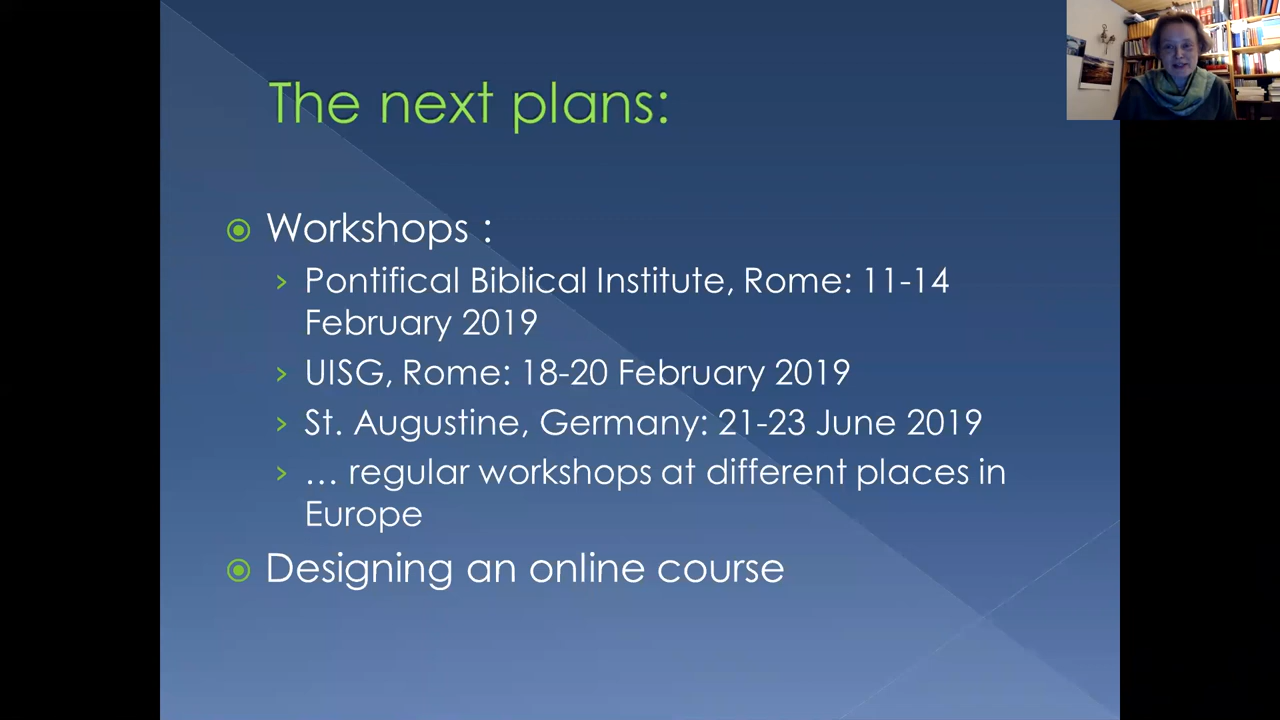 The next plans:
Workshops :
Pontifical Biblical Institute, Rome: 11-14
February 2019
UISG, Rome: 18-20 February 2019
St. Augustine, Germany: 21-23 June 2019
… regular workshops at different places in
Europe
Designing an online course